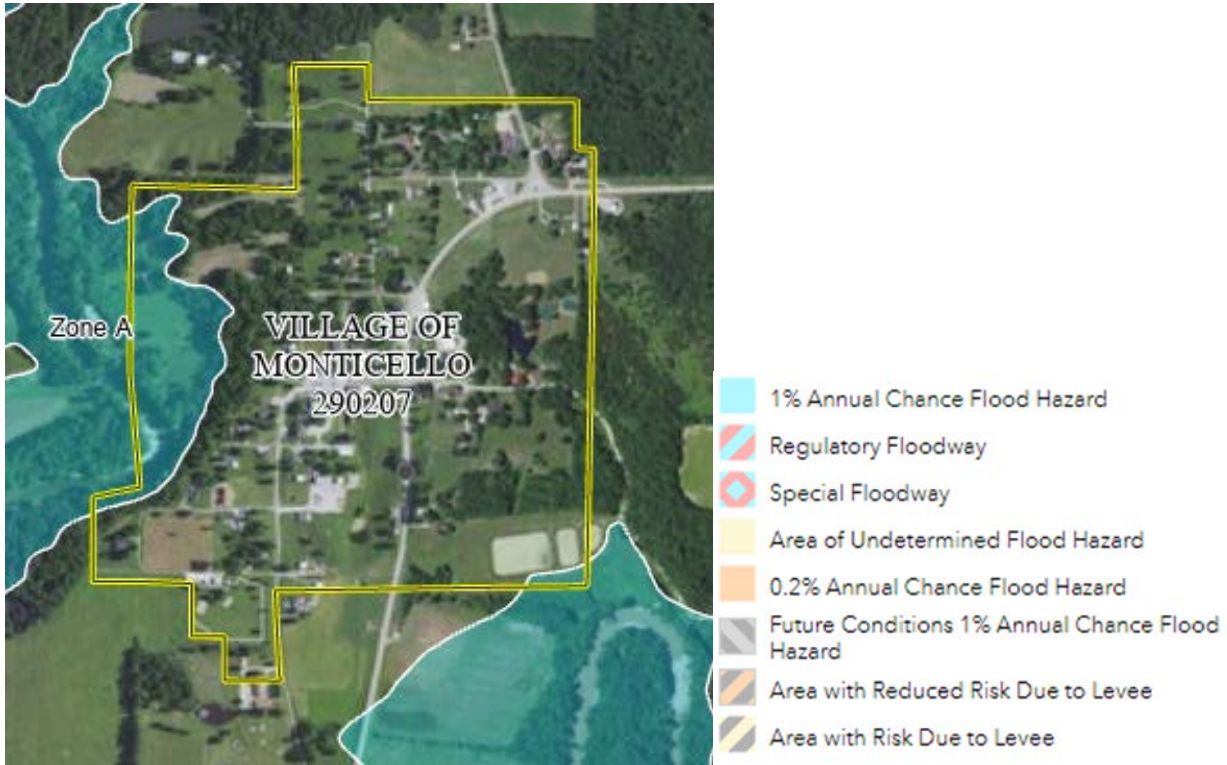 Zone A
VILLAGE OF
MONTICELLO
290207
1% Annual Chance Flood Hazard
Regulatory Floodway
Special Floodway
Area of Undetermined Flood Hazard
0.2% Annual Chance Flood Hazard
Future Conditions 1% Annual Chance Flood
Hazard
Area with Reduced Risk Due to Levee
Area with Risk Due to Levee